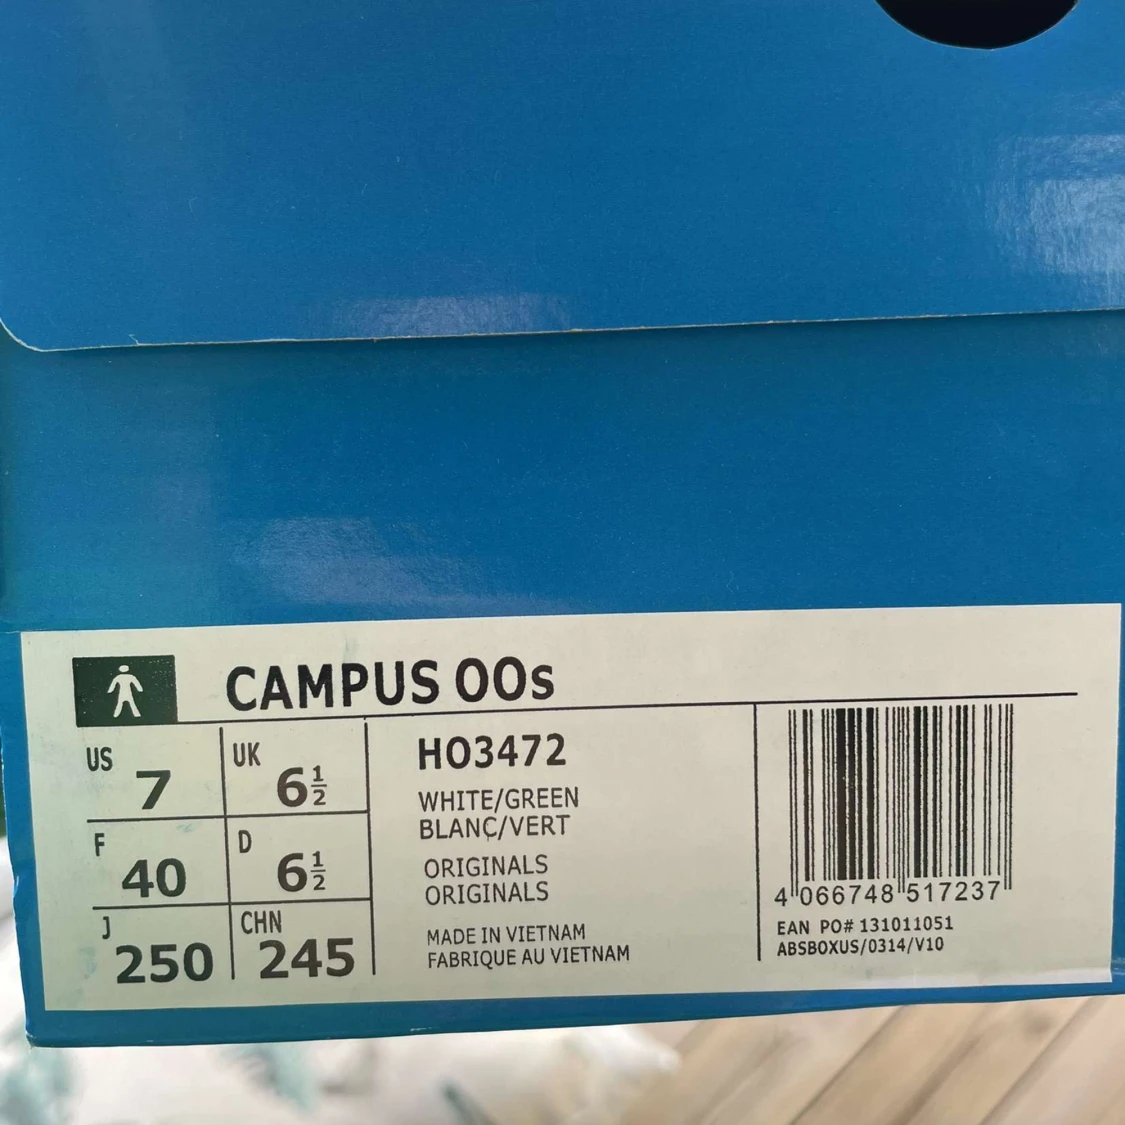 CAMPUS 00s
US 7 UK 6½
F 40 D 6½
J 250 CHN 245
HO3472
WHITE/GREEN
BLANC/VERT
ORIGINALS
ORIGINALS
MADE IN VIETNAM
FABRIQUE AU VIETNAM
4 066748 517237
EAN PO# 131011051
ABSBOXUS/0314/V10